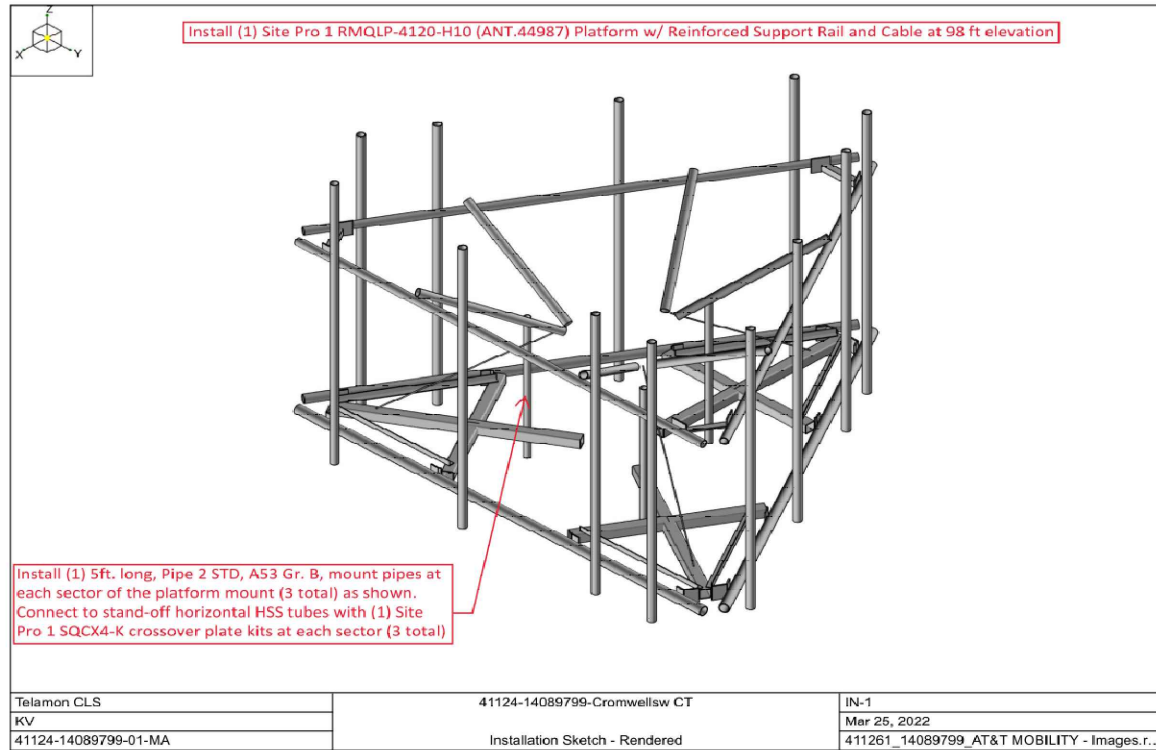 Z
X
Y
Install (1) Site Pro 1 RMQLP-4120-H10 (ANT.44987) Platform w/ Reinforced Support Rail and Cable at 98 ft elevation
Install (1) 5ft. long, Pipe 2 STD, A53 Gr. B, mount pipes at
each sector of the platform mount (3 total) as shown.
Connect to stand-off horizontal HSS tubes with (1) Site
Pro 1 SQCX4-K crossover plate kits at each sector (3 total)
Telamon CLS
KV
41124-14089799-01-MA
41124-14089799-Cromwellsw CT
Installation Sketch - Rendered
IN-1
Mar 25, 2022
411261_14089799_AT&T MOBILITY - Images.r...